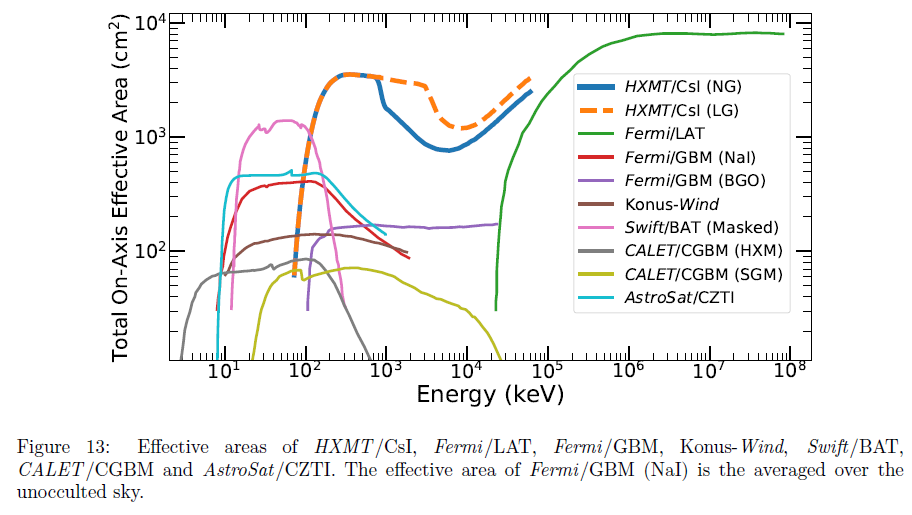 10⁴
10³
10²
Total On-Axis Effective Area (cm²)
HXMT/CsI (NG)
HXMT/CsI (LG)
Fermi/LAT
Fermi/GBM (NaI)
Fermi/GBM (BGO)
Konus-Wind
Swift/BAT (Masked)
CALET/CGBM (HXM)
CALET/CGBM (SGM)
AstroSat/CZTI
10¹ 10² 10³ 10⁴ 10⁵ 10⁶ 10⁷ 10⁸
Energy (keV)
Figure 13: Effective areas of HXMT/CsI, Fermi/LAT, Fermi/GBM, Konus-Wind, Swift/BAT,
CALET/CGBM and AstroSat/CZTI. The effective area of Fermi/GBM (NaI) is the averaged over the
unocculted sky.